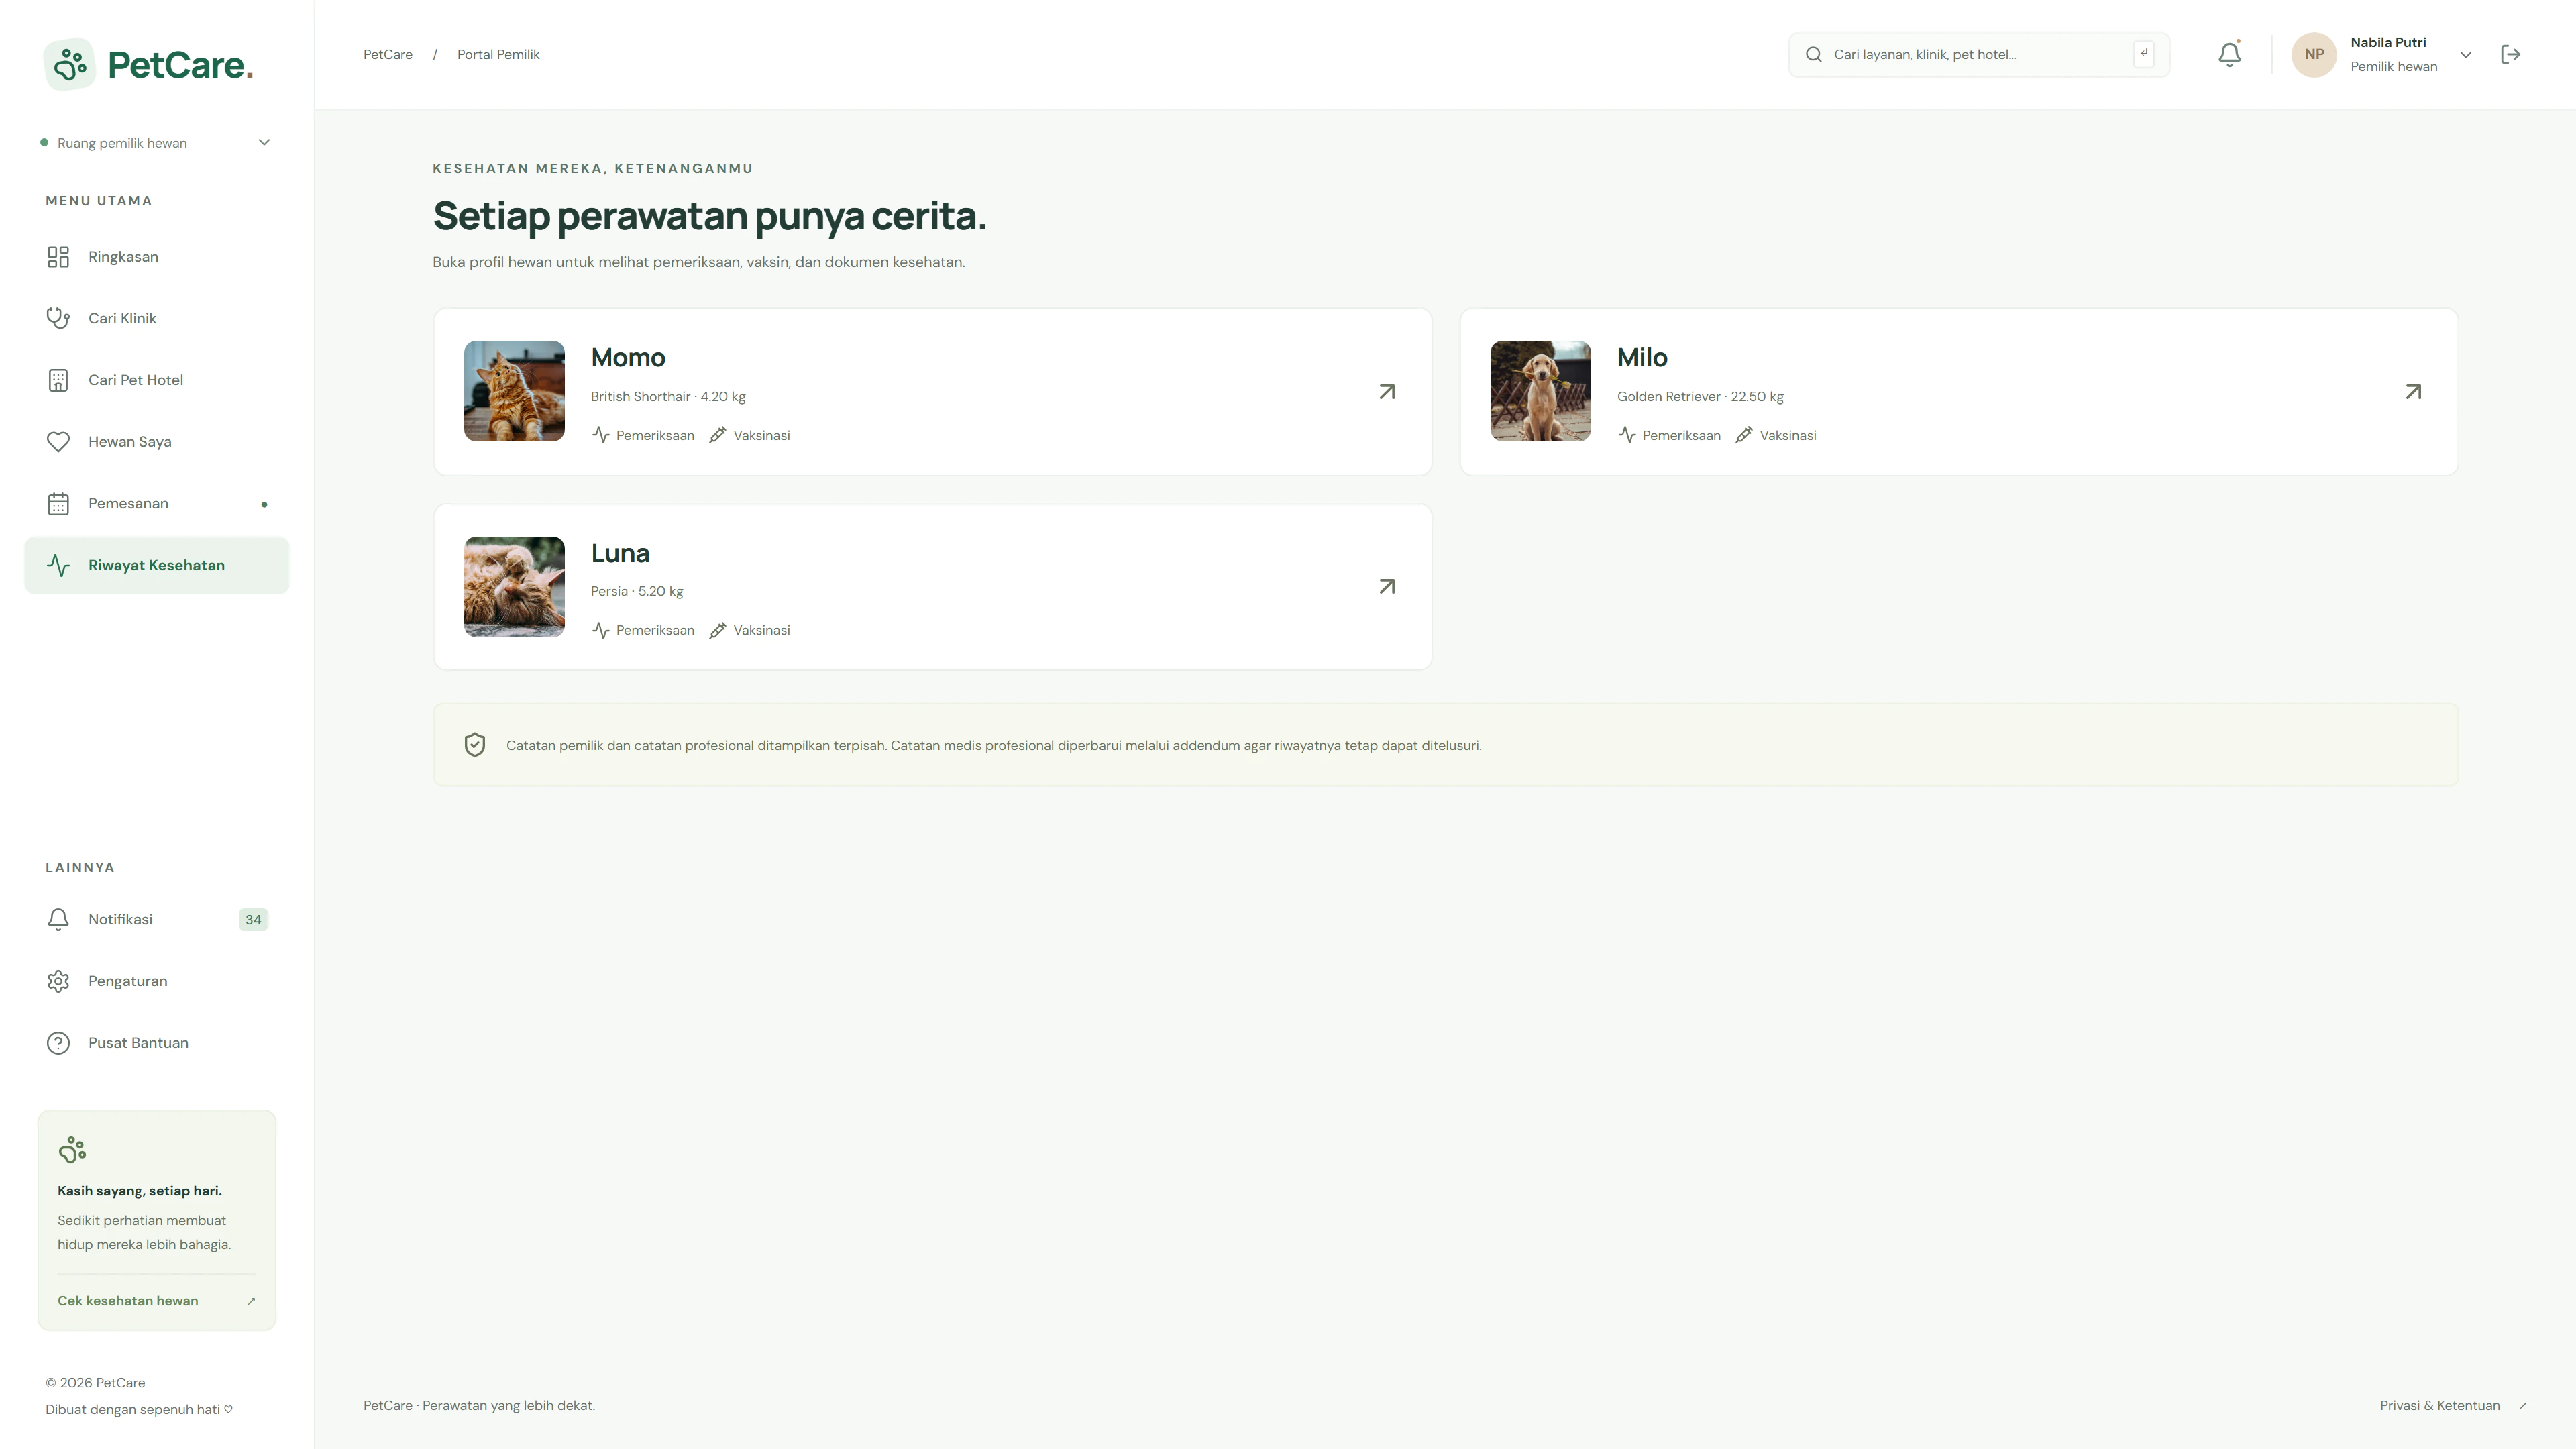 PetCare.
Ruang pemilik hewan
MENU UTAMA
Ringkasan
Cari Klinik
Cari Pet Hotel
Hewan Saya
Pemesanan
Riwayat Kesehatan
LAINNYA
Notifikasi 34
Pengaturan
Pusat Bantuan
Kasih sayang, setiap hari.
Sedikit perhatian membuat
hidup mereka lebih bahagia.
Cek kesehatan hewan ↗
© 2026 PetCare
Dibuat dengan sepenuh hati ♡
PetCare / Portal Pemilik
Cari layanan, klinik, pet hotel... ↵
NP
Nabila Putri
Pemilik hewan
KESEHATAN MEREKA, KETENANGANMU
Setiap perawatan punya cerita.
Buka profil hewan untuk melihat pemeriksaan, vaksin, dan dokumen kesehatan.
Momo
British Shorthair · 4.20 kg
Pemeriksaan Vaksinasi
Milo
Golden Retriever · 22.50 kg
Pemeriksaan Vaksinasi
Luna
Persia · 5.20 kg
Pemeriksaan Vaksinasi
Catatan pemilik dan catatan profesional ditampilkan terpisah. Catatan medis profesional diperbarui melalui addendum agar riwayatnya tetap dapat ditelusuri.
PetCare · Perawatan yang lebih dekat.
Privasi & Ketentuan ↗